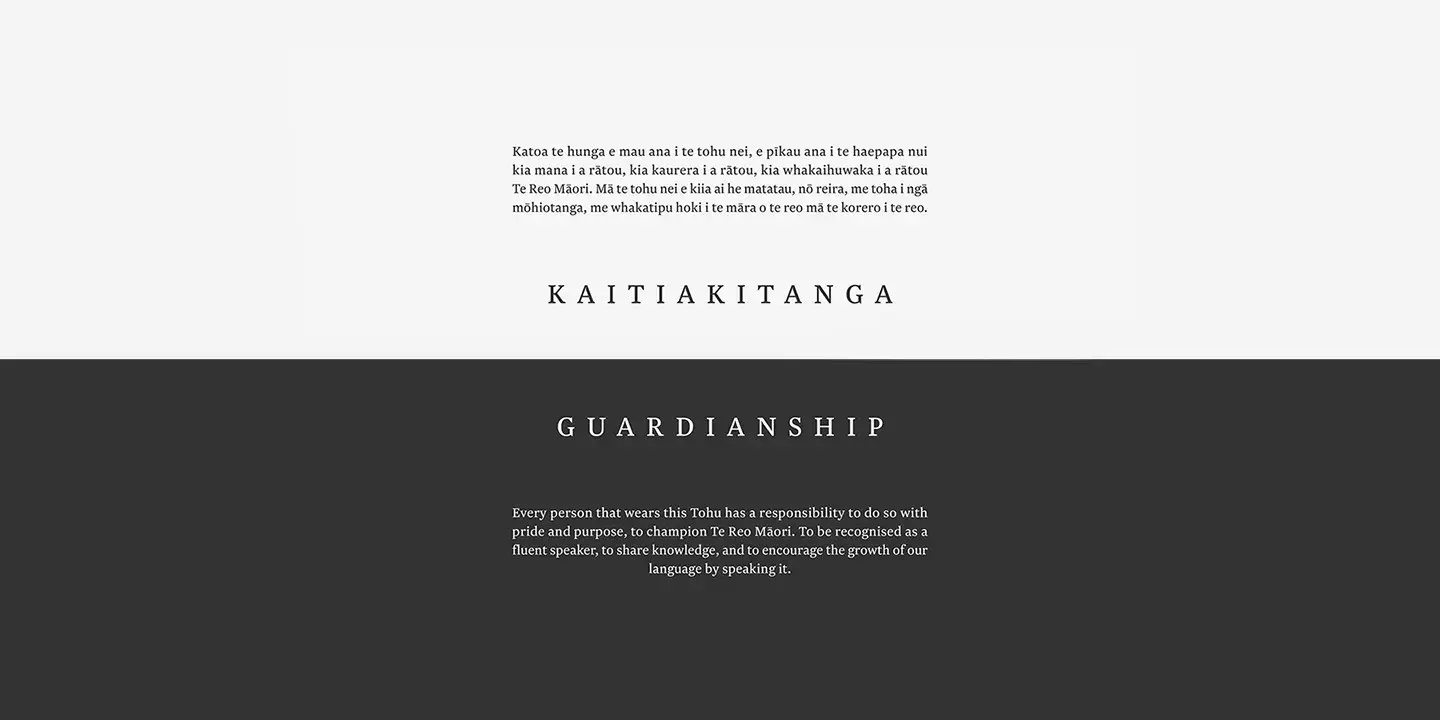 Katoa te hunga e mau ana i te tohu nei, e pīkau ana i te haepapa nui
kia mana i a rātou, kia kaurera i a rātou, kia whakaihuwaka i a rātou
Te Reo Māori. Mā te tohu nei e kiia ai he matatau, nō reira, me toha i ngā
mōhiotanga, me whakatipu hoki i te māra o te reo mā te korero i te reo.
KAITIAKITANGA
GUARDIANSHIP
Every person that wears this Tohu has a responsibility to do so with
pride and purpose, to champion Te Reo Māori. To be recognised as a
fluent speaker, to share knowledge, and to encourage the growth of our
language by speaking it.